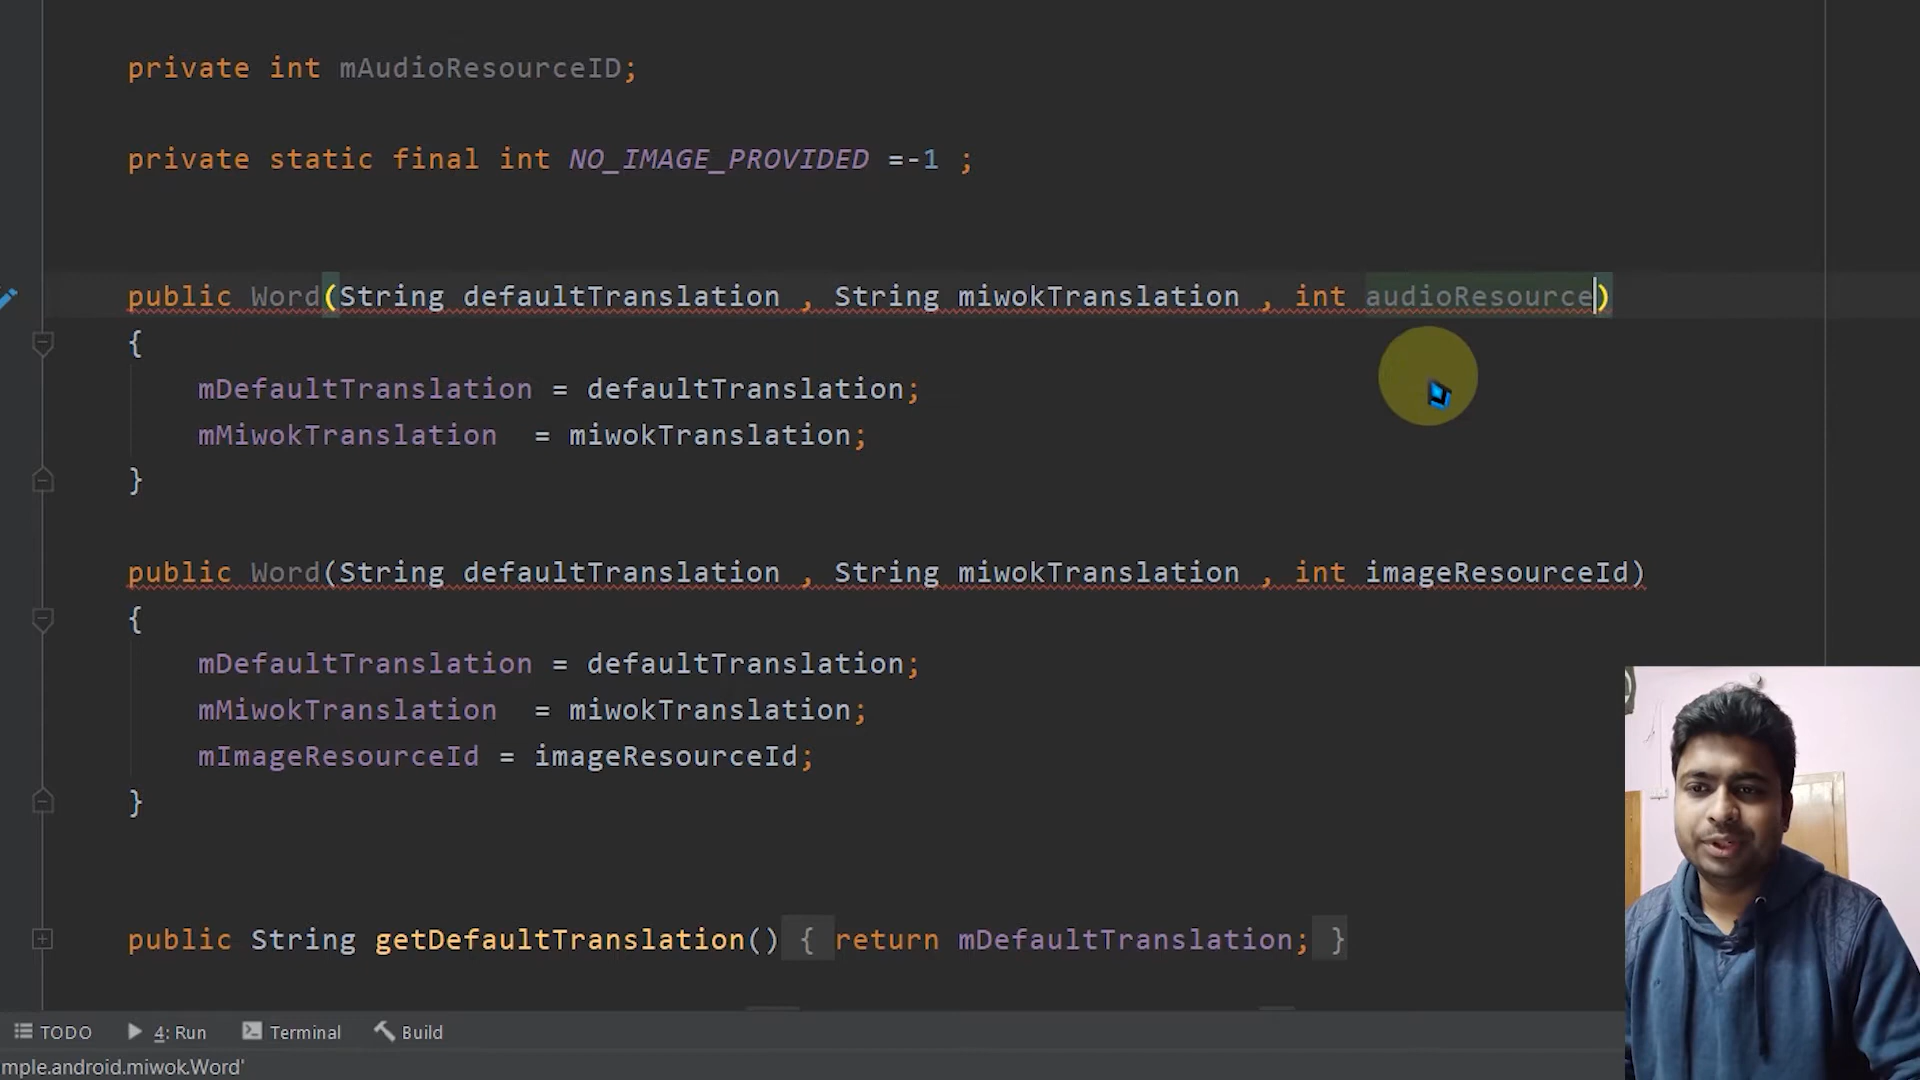 private int mAudioResourceID;
private static final int NO_IMAGE_PROVIDED =-1 ;
public Word(String defaultTranslation , String miwokTranslation , int audioResource)
{
mDefaultTranslation = defaultTranslation;
mMiwokTranslation  = miwokTranslation;
}
public Word(String defaultTranslation , String miwokTranslation , int imageResourceId)
{
mDefaultTranslation = defaultTranslation;
mMiwokTranslation  = miwokTranslation;
mImageResourceId = imageResourceId;
}
public String getDefaultTranslation() { return mDefaultTranslation; }
TODO 4: Run Terminal Build
mple.android.miwok.Word'